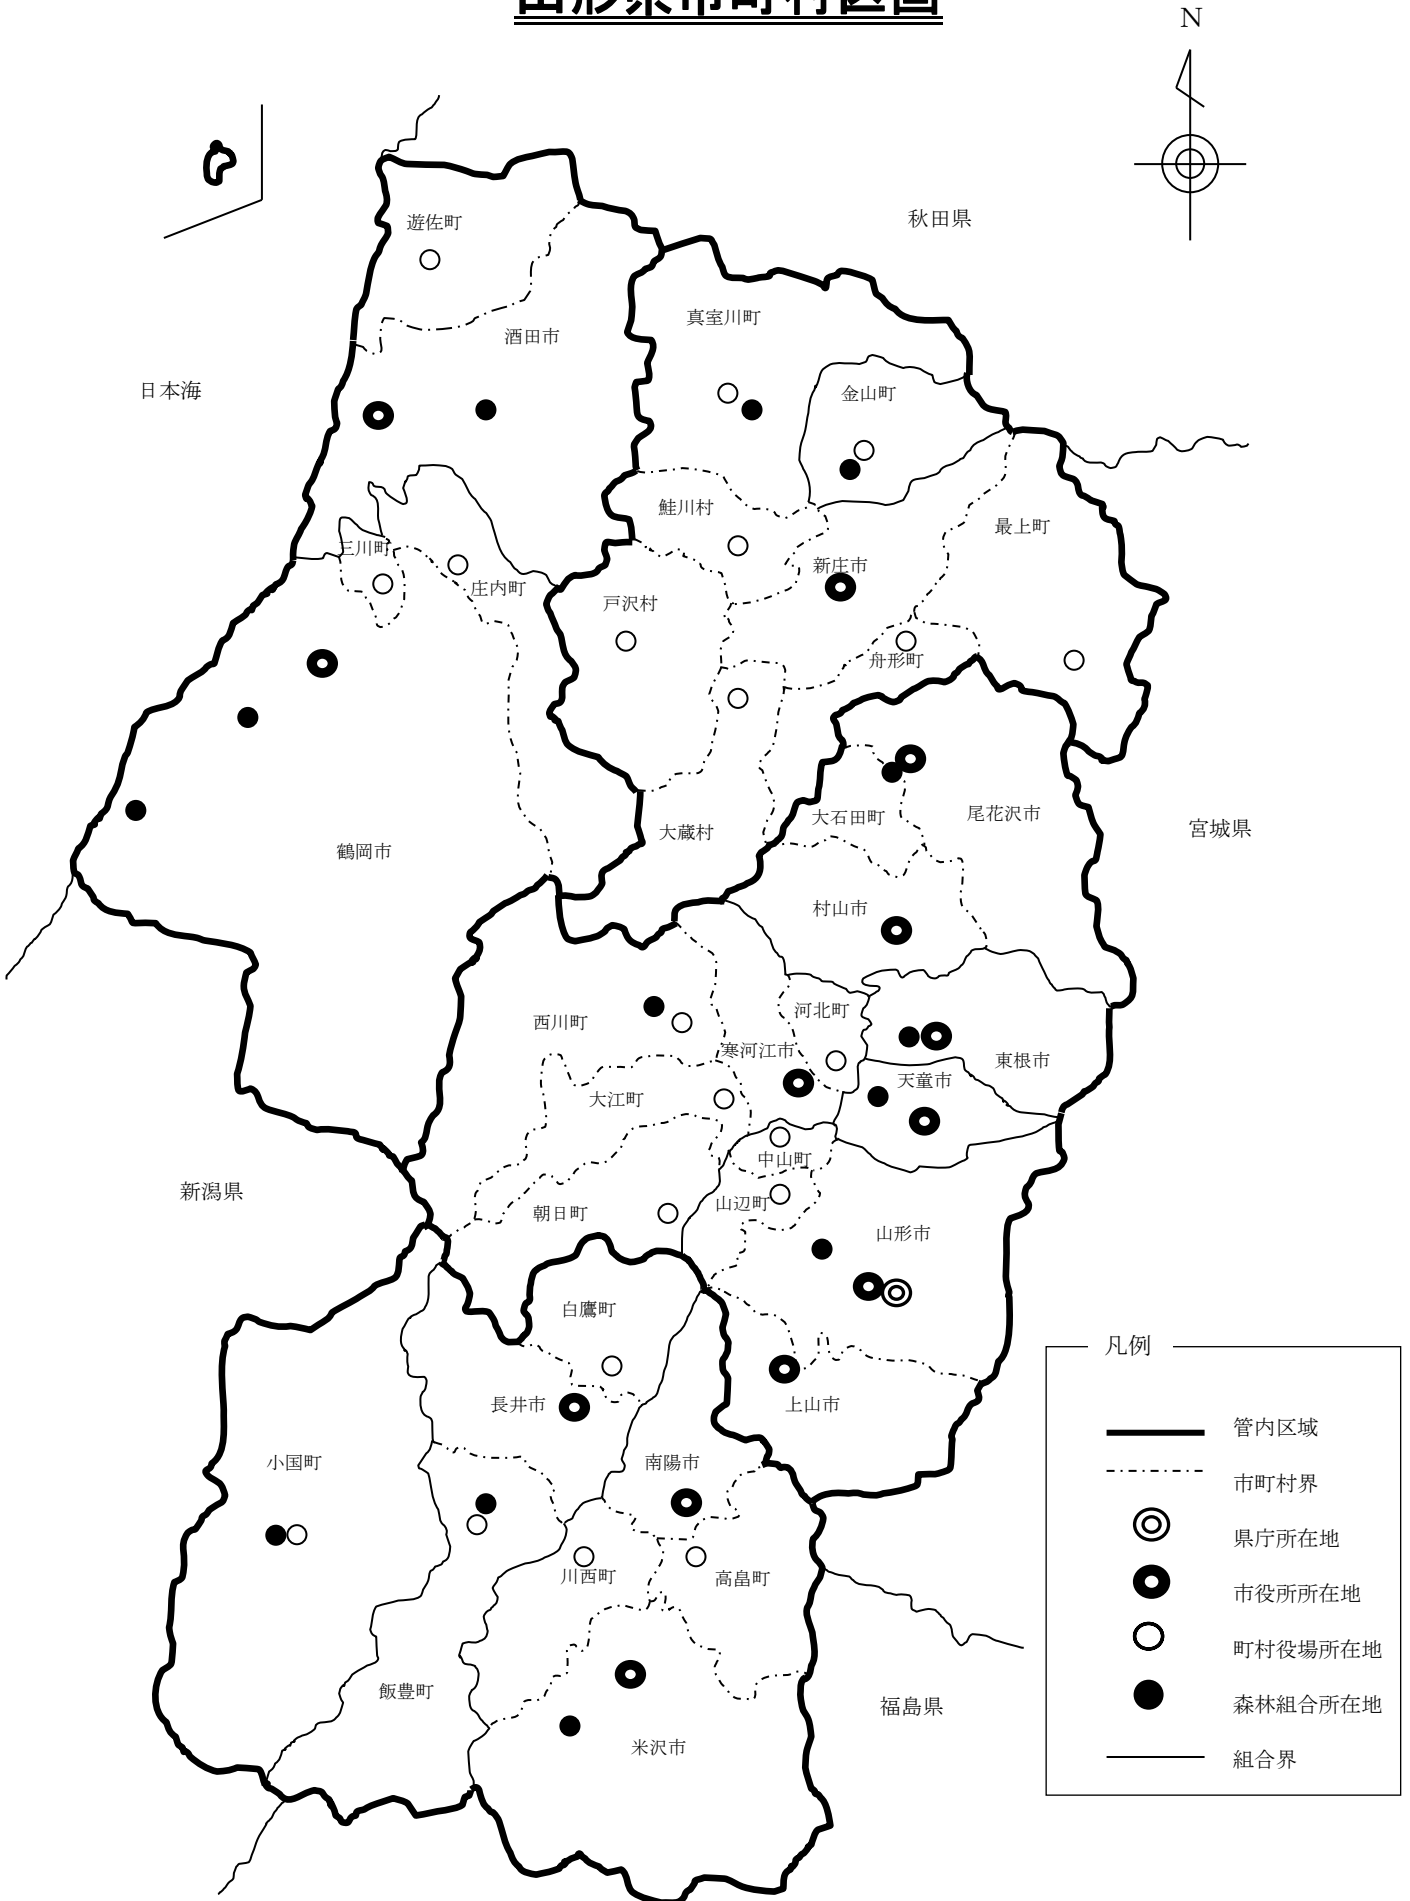 山形県市町村区図
N
遊佐町
秋田県
真室川町
酒田市
日本海
金山町
鮭川村
最上町
三川町
新庄市
庄内町
戸沢村
舟形町
大石田町
尾花沢市
宮城県
大蔵村
鶴岡市
村山市
河北町
西川町
寒河江市
東根市
天童市
大江町
中山町
新潟県
山辺町
朝日町
山形市
白鷹町
凡例
長井市
上山市
管内区域
小国町
南陽市
市町村界
県庁所在地
川西町
高畠町
市役所所在地
町村役場所在地
飯豊町
福島県
森林組合所在地
米沢市
組合界